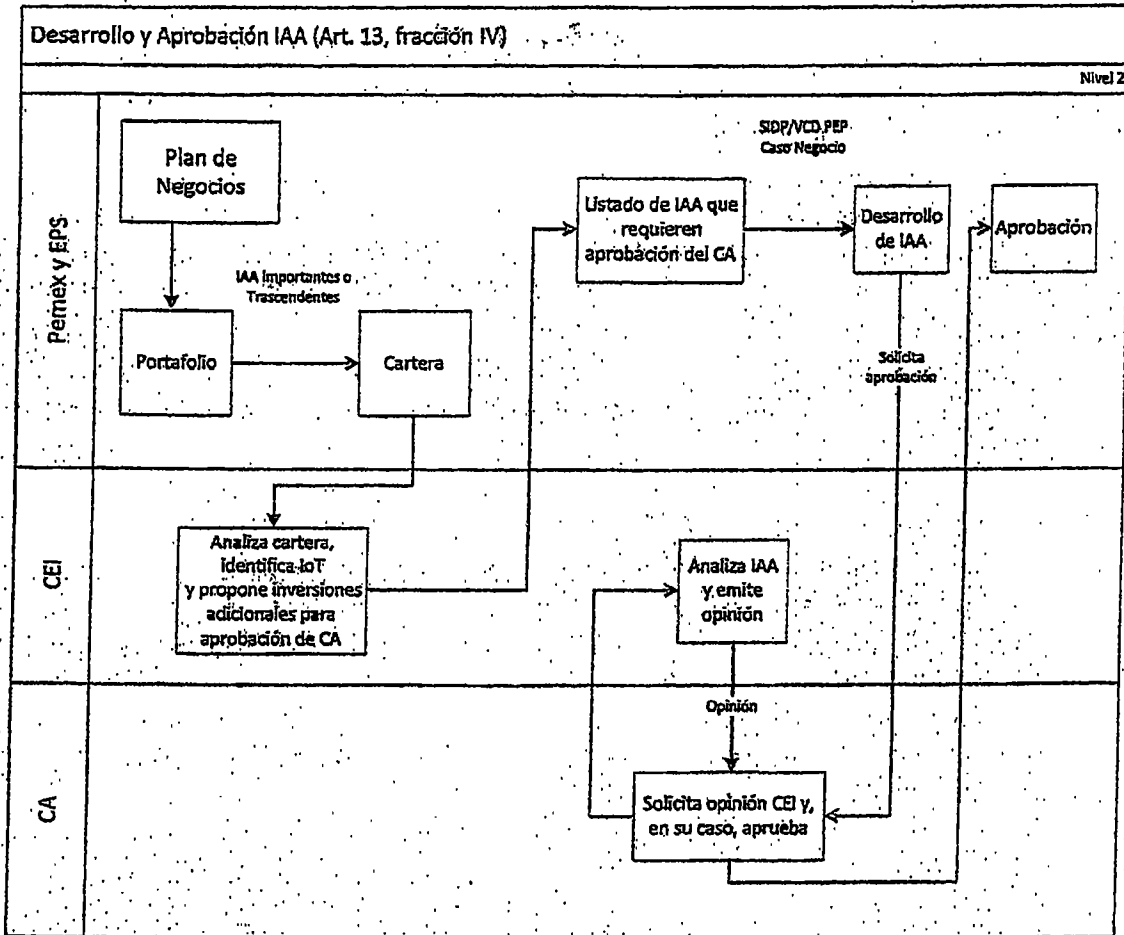 Desarrollo y Aprobación IAA (Art. 13, fracción IV)
Nivel 2
Pemex y EPS
Plan de
Negocios
SIDP/VCD.PEP
Caso Negocio
Listado de IAA que
requieren
aprobación del CA
Desarrollo
de IAA
Aprobación
IAA Importantes o
Trascendentes
Portafolio
Cartera
Solicita
aprobación
CEI
Analiza cartera,
identifica IoT
y propone inversiones
adicionales para
aprobación de CA
Analiza IAA
y emite
opinión
CA
Opinión
Solicita opinión CEI y,
en su caso, aprueba